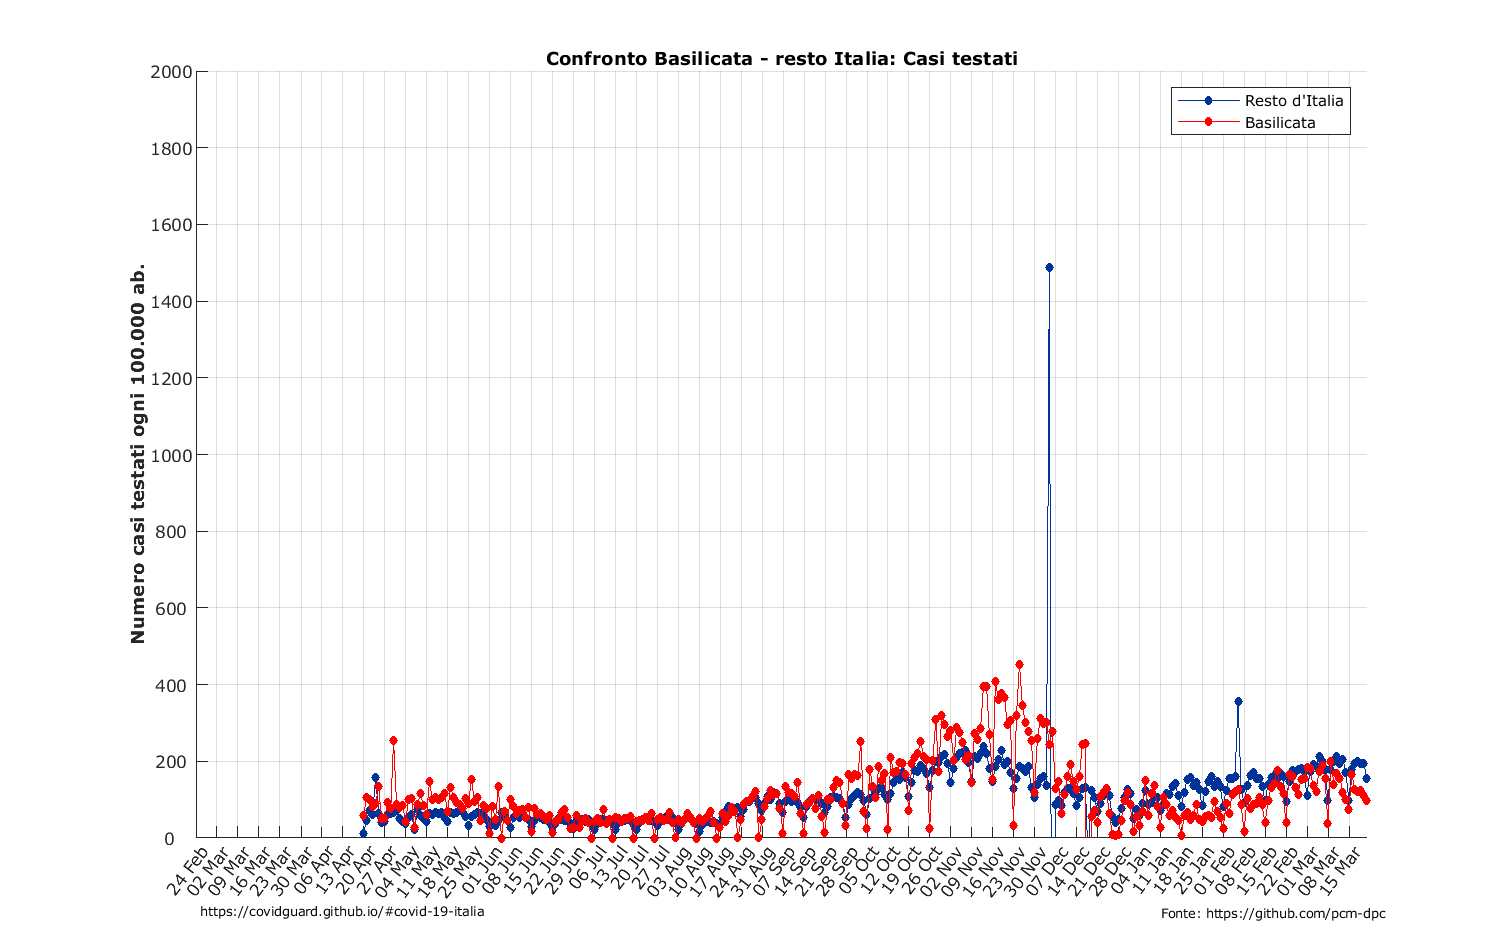 Confronto Basilicata - resto Italia: Casi testati
Resto d'Italia
Basilicata
Numero casi testati ogni 100.000 ab.
2000
1800
1600
1400
1200
1000
800
600
400
200
0
24 Feb
02 Mar
09 Mar
16 Mar
23 Mar
30 Mar
06 Apr
13 Apr
20 Apr
27 Apr
04 May
11 May
18 May
25 May
01 Jun
08 Jun
15 Jun
22 Jun
29 Jun
06 Jul
13 Jul
20 Jul
27 Jul
03 Aug
10 Aug
17 Aug
24 Aug
31 Aug
07 Sep
14 Sep
21 Sep
28 Sep
05 Oct
12 Oct
19 Oct
26 Oct
02 Nov
09 Nov
16 Nov
23 Nov
30 Nov
07 Dec
14 Dec
21 Dec
28 Dec
04 Jan
11 Jan
18 Jan
25 Jan
01 Feb
08 Feb
15 Feb
22 Feb
01 Mar
08 Mar
15 Mar
https://covidguard.github.io/#covid-19-italia
Fonte: https://github.com/pcm-dpc